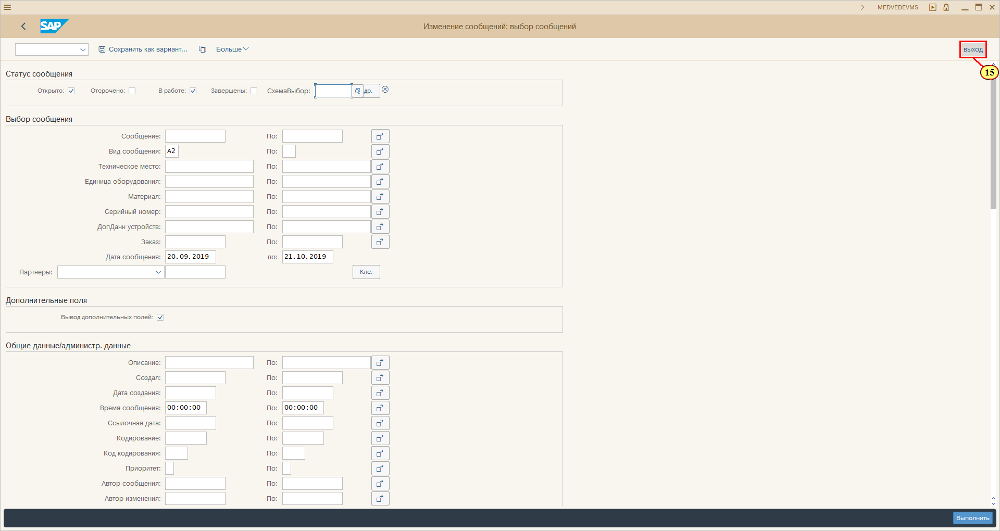 MEDVEDEVMS
SAP
Изменение сообщений: выбор сообщений
Сохранить как вариант...
Больше
ВЫХОД
15
Статус сообщения
Открыто:
Отсрочено:
В работе:
Завершены:
СхемаВыбор:
др.
Выбор сообщения
Сообщение: По:
Вид сообщения: A2 По:
Техническое место: По:
Единица оборудования: По:
Материал: По:
Серийный номер: По:
ДопДанн устройств: По:
Заказ: По:
Дата сообщения: 20.09.2019 по: 21.10.2019
Партнеры: Клс.
Дополнительные поля
Вывод дополнительных полей:
Общие данные/администр. данные
Описание: По:
Создал: По:
Дата создания: По:
Время сообщения: 00:00:00 По: 00:00:00
Ссылочная дата: По:
Кодирование: По:
Код кодирования: По:
Приоритет: По:
Автор сообщения: По:
Автор изменения: По:
Выполнить